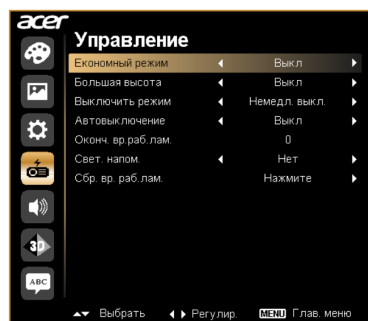 acer
Управление
Економный режим Выкл
Большая высота Выкл
Выключить режим Немедл. выкл.
Автовыключение Выкл
Оконч. вр.раб.лам. 0
Свет. напом. Нет
Сбр. вр. раб.лам. Нажмите
3D
ABC
Выбрать Регулир. MENU Глав. меню